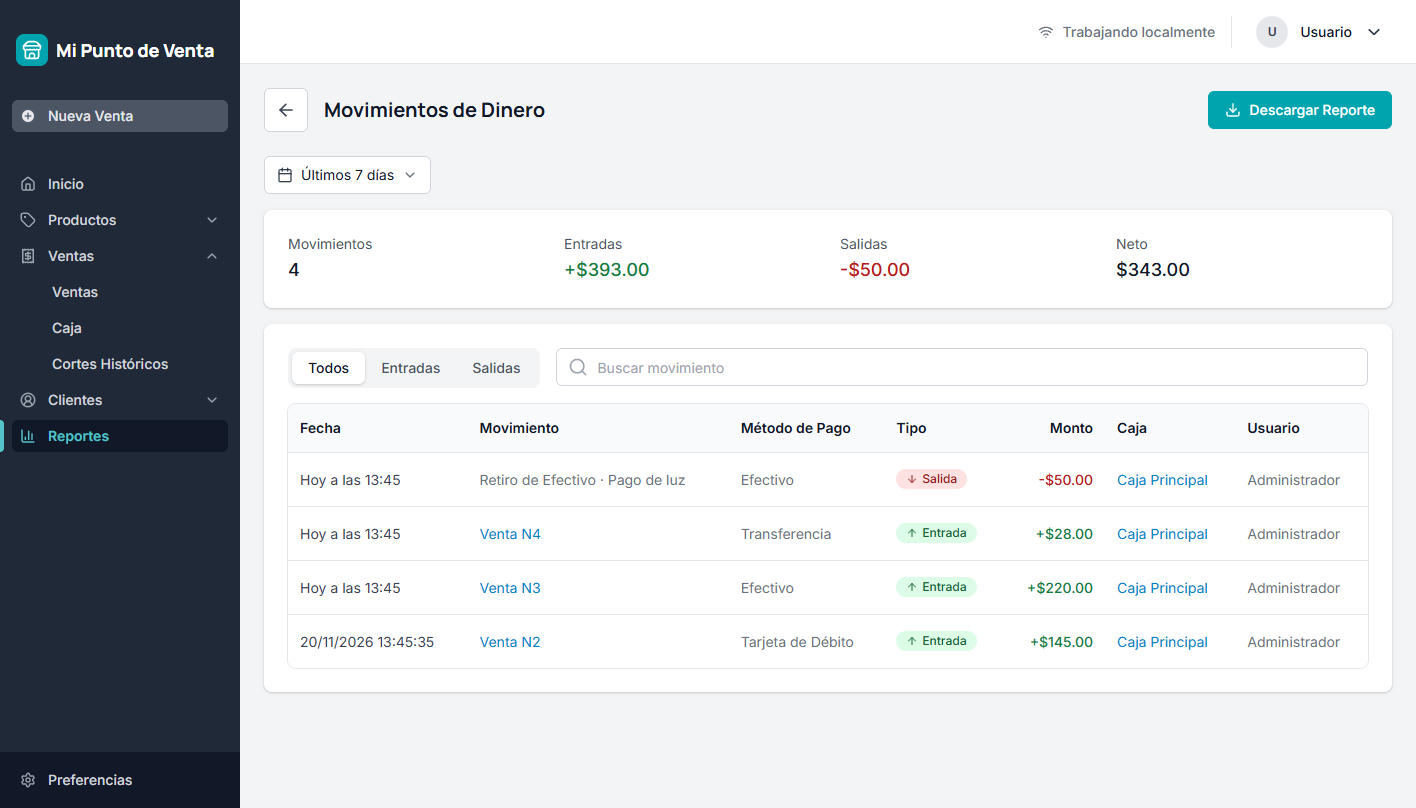 Mi Punto de Venta
Nueva Venta
Inicio
Productos
Ventas
Ventas
Caja
Cortes Históricos
Clientes
Reportes
Preferencias
Trabajando localmente
U Usuario
Movimientos de Dinero
Descargar Reporte
Últimos 7 días
Movimientos Entradas Salidas Neto
4 +$393.00 -$50.00 $343.00
Todos Entradas Salidas Buscar movimiento
Fecha Movimiento Método de Pago Tipo Monto Caja Usuario
Hoy a las 13:45 Retiro de Efectivo · Pago de luz Efectivo ↓ Salida -$50.00 Caja Principal Administrador
Hoy a las 13:45 Venta N4 Transferencia ↑ Entrada +$28.00 Caja Principal Administrador
Hoy a las 13:45 Venta N3 Efectivo ↑ Entrada +$220.00 Caja Principal Administrador
20/11/2026 13:45:35 Venta N2 Tarjeta de Débito ↑ Entrada +$145.00 Caja Principal Administrador